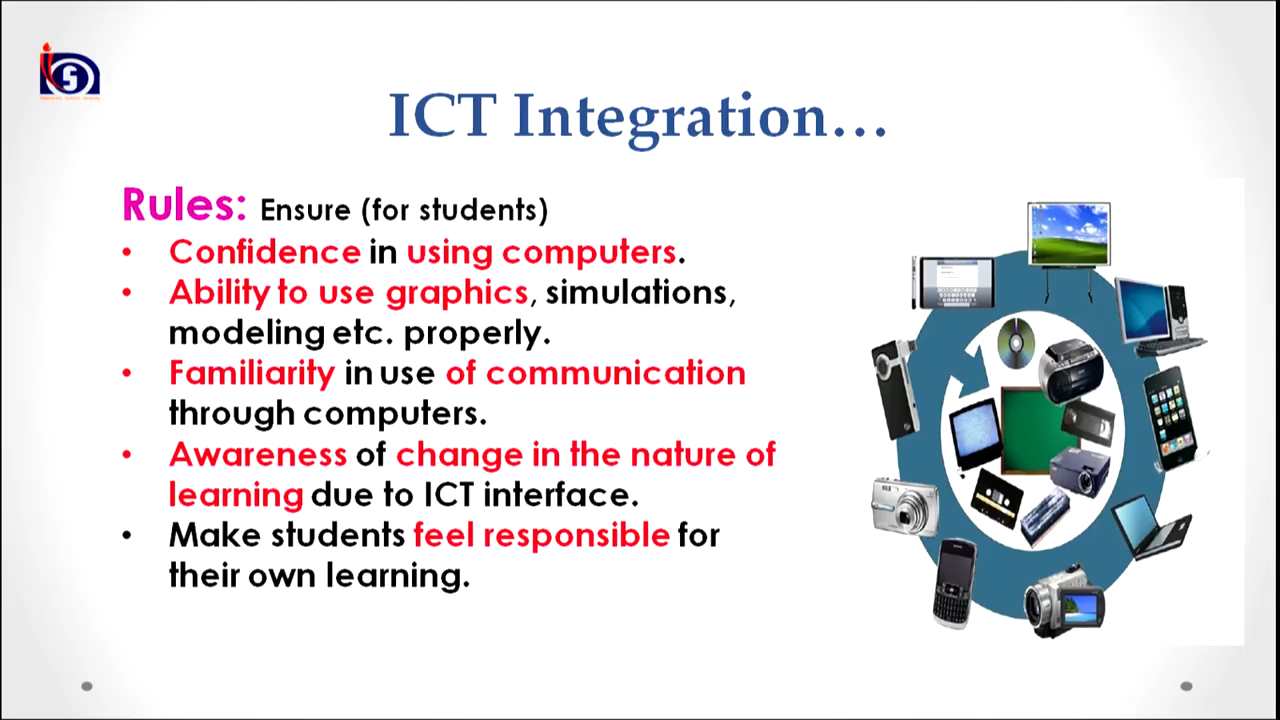 ICT Integration...
Rules: Ensure (for students)
• Confidence in using computers.
• Ability to use graphics, simulations,
modeling etc. properly.
• Familiarity in use of communication
through computers.
• Awareness of change in the nature of
learning due to ICT interface.
• Make students feel responsible for
their own learning.